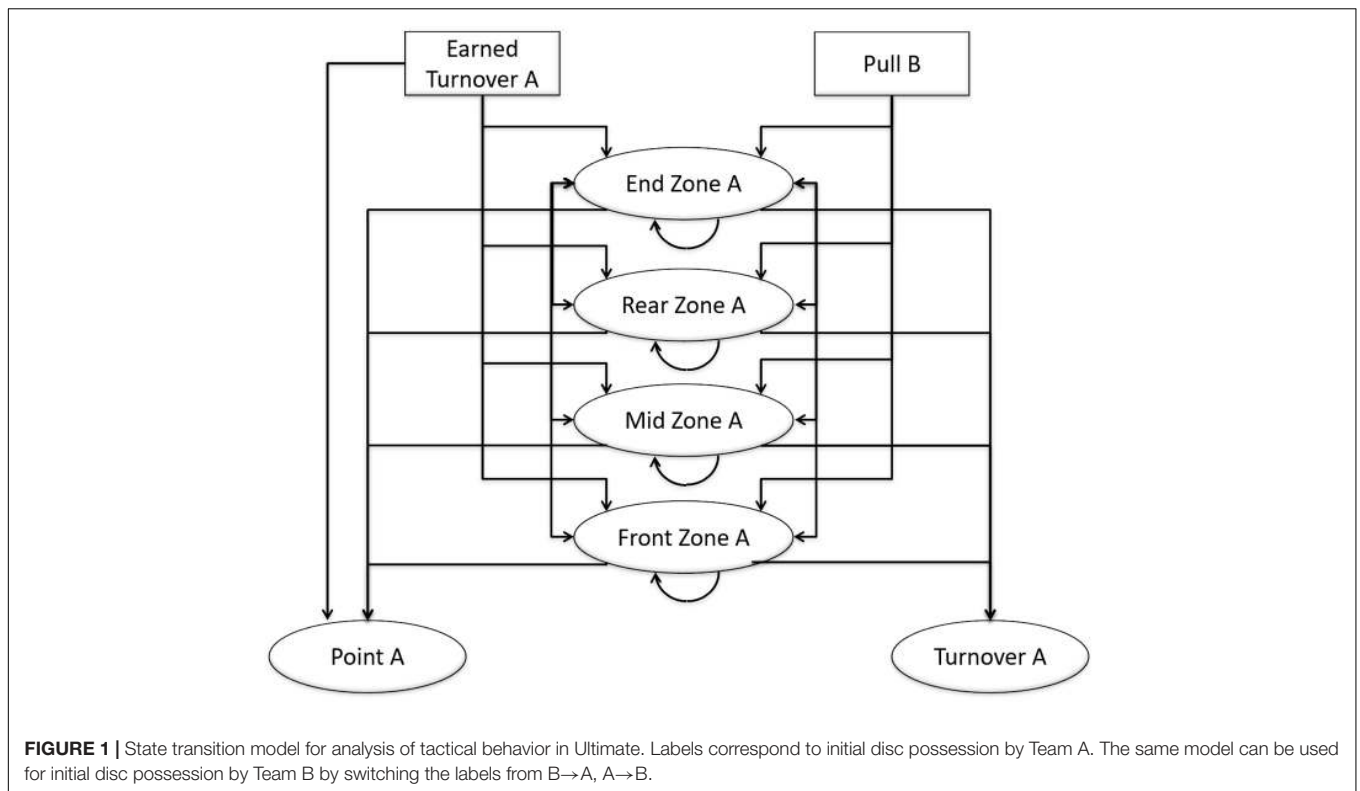 Earned
Turnover A
Pull B
End Zone A
Rear Zone A
Mid Zone A
Front Zone A
Point A
Turnover A
FIGURE 1 | State transition model for analysis of tactical behavior in Ultimate. Labels correspond to initial disc possession by Team A. The same model can be used
for initial disc possession by Team B by switching the labels from B→A, A→B.